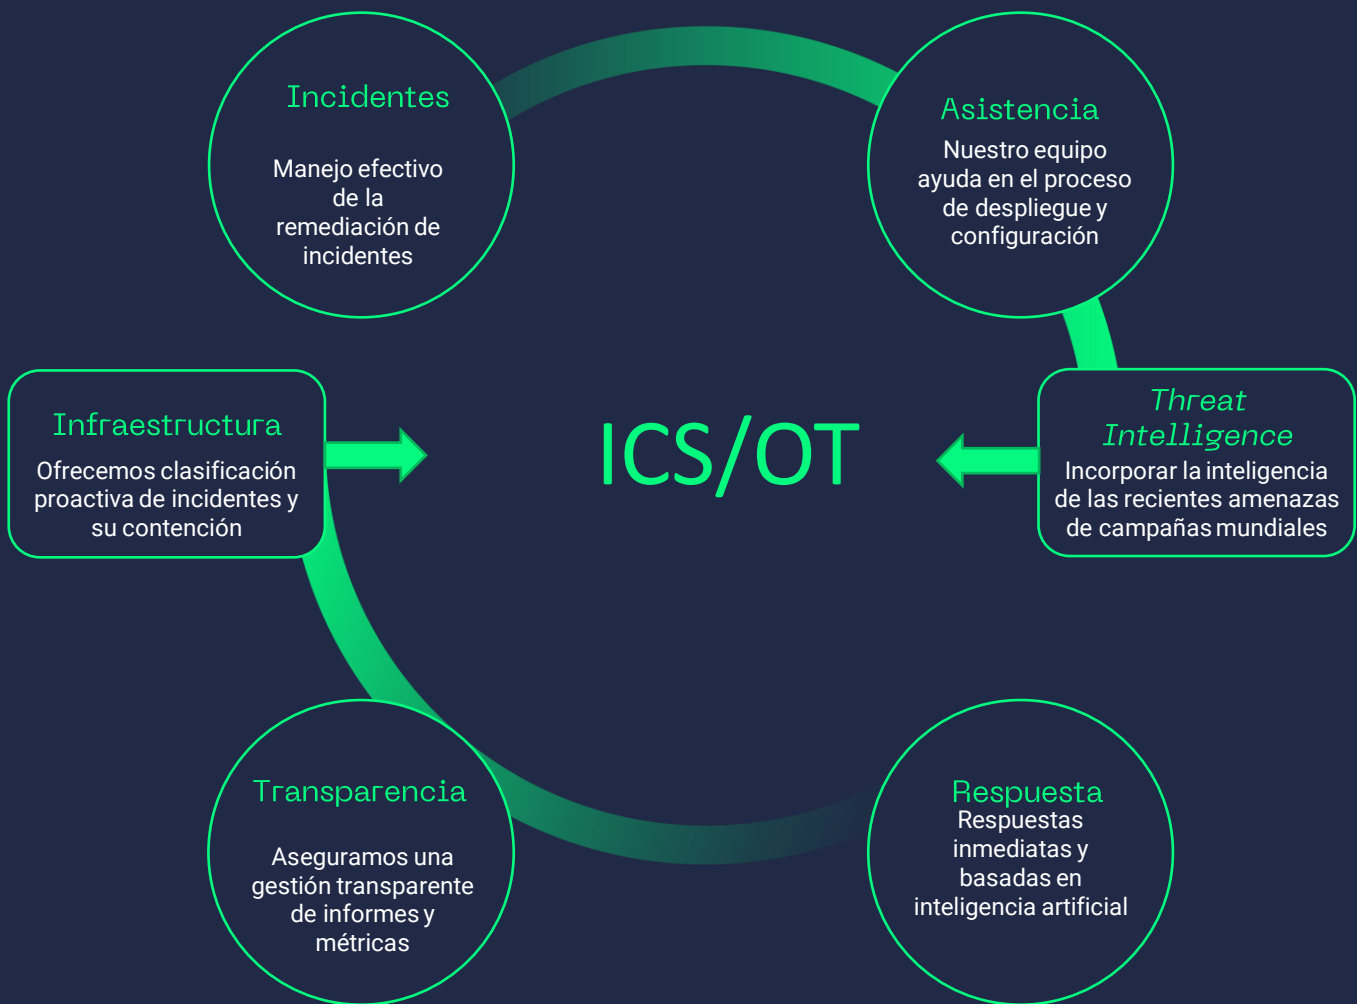 Incidentes
Manejo efectivo
de la
remediación de
incidentes
Asistencia
Nuestro equipo
ayuda en el proceso
de despliegue y
configuración
Infraestructura
Ofrecemos clasificación
proactiva de incidentes y
su contención
ICS/OT
Threat
Intelligence
Incorporar la inteligencia
de las recientes amenazas
de campañas mundiales
Transparencia
Aseguramos una
gestión transparente
de informes y
métricas
Respuesta
Respuestas
inmediatas y
basadas en
inteligencia artificial